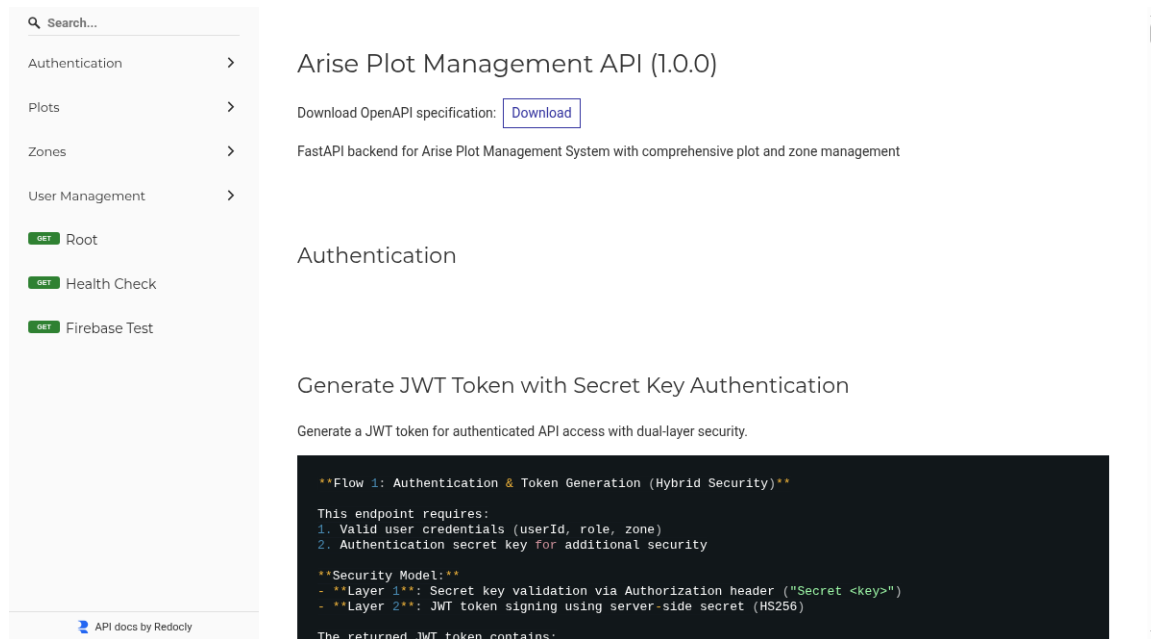 Search...
Authentication
Plots
Zones
User Management
GET Root
GET Health Check
GET Firebase Test
API docs by Redocly
Arise Plot Management API (1.0.0)
Download OpenAPI specification: Download
FastAPI backend for Arise Plot Management System with comprehensive plot and zone management
Authentication
Generate JWT Token with Secret Key Authentication
Generate a JWT token for authenticated API access with dual-layer security.
**Flow 1: Authentication & Token Generation (Hybrid Security)**
This endpoint requires:
1. Valid user credentials (userId, role, zone)
2. Authentication secret key for additional security
**Security Model:**
- **Layer 1**: Secret key validation via Authorization header ("Secret <key>")
- **Layer 2**: JWT token signing using server-side secret (HS256)
The returned JWT token contains: